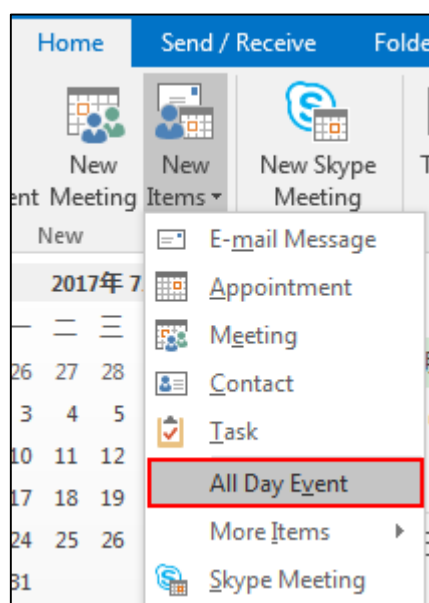 Home Send / Receive
New Meeting
New Items
New Skype Meeting
New
2017年 7
一 二 三
26 27 28
3 4 5
10 11 12
17 18 19
24 25 26
31
E-mail Message
Appointment
Meeting
Contact
Task
All Day Event
More Items
Skype Meeting